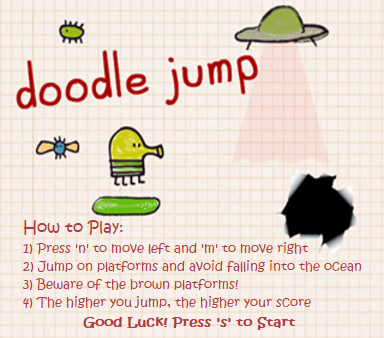 doodle jump
How to Play:
1) Press 'n' to move left and 'm' to move right
2) Jump on platforms and avoid falling into the ocean
3) Beware of the brown platforms!
4) The higher you jump, the higher your score
Good Luck! Press 's' to Start